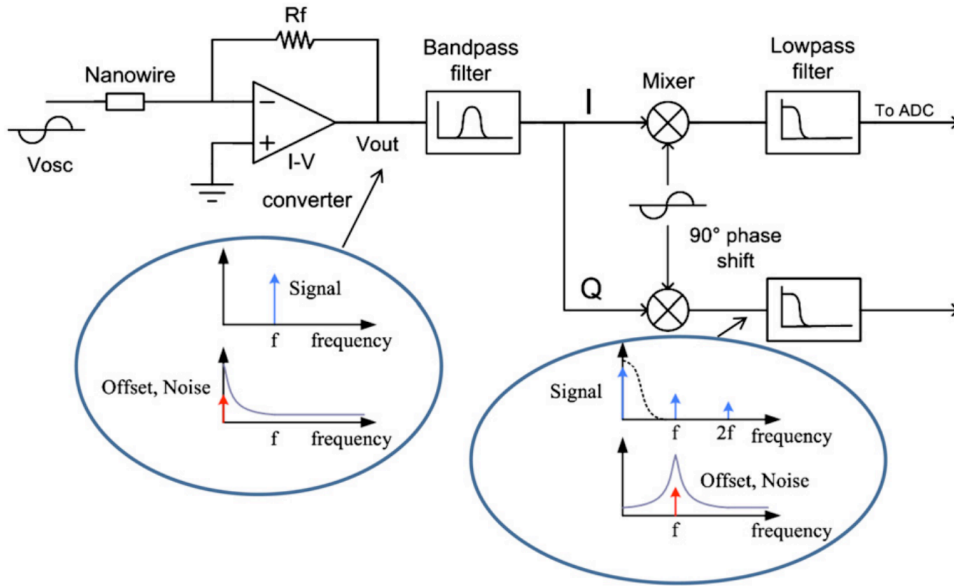 Rf
Nanowire
Vosc
−
+
I-V
converter
Vout
Bandpass
filter
I
Q
Mixer
90° phase
shift
Lowpass
filter
To ADC
Signal
f
frequency
Offset, Noise
f
frequency
Signal
f
2f
frequency
Offset, Noise
f
frequency